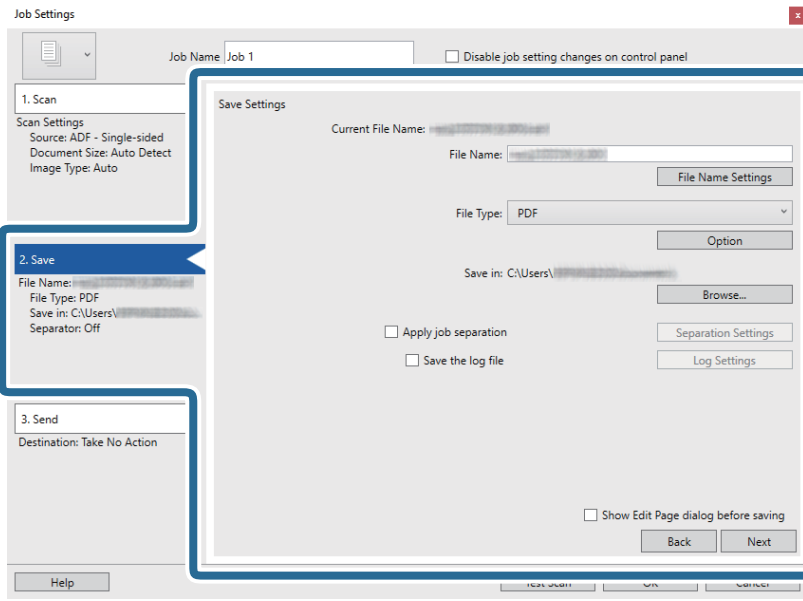 Job Settings
x
Job Name Job 1
Disable job setting changes on control panel
1. Scan
Scan Settings
Source: ADF - Single-sided
Document Size: Auto Detect
Image Type: Auto
2. Save
File Name:
File Type: PDF
Save in: C:\Users\
Separator: Off
3. Send
Destination: Take No Action
Save Settings
Current File Name:
File Name:
File Name Settings
File Type: PDF
Option
Save in: C:\Users\
Browse...
Apply job separation
Separation Settings
Save the log file
Log Settings
Show Edit Page dialog before saving
Back Next
Help
Test Scan OK Cancel